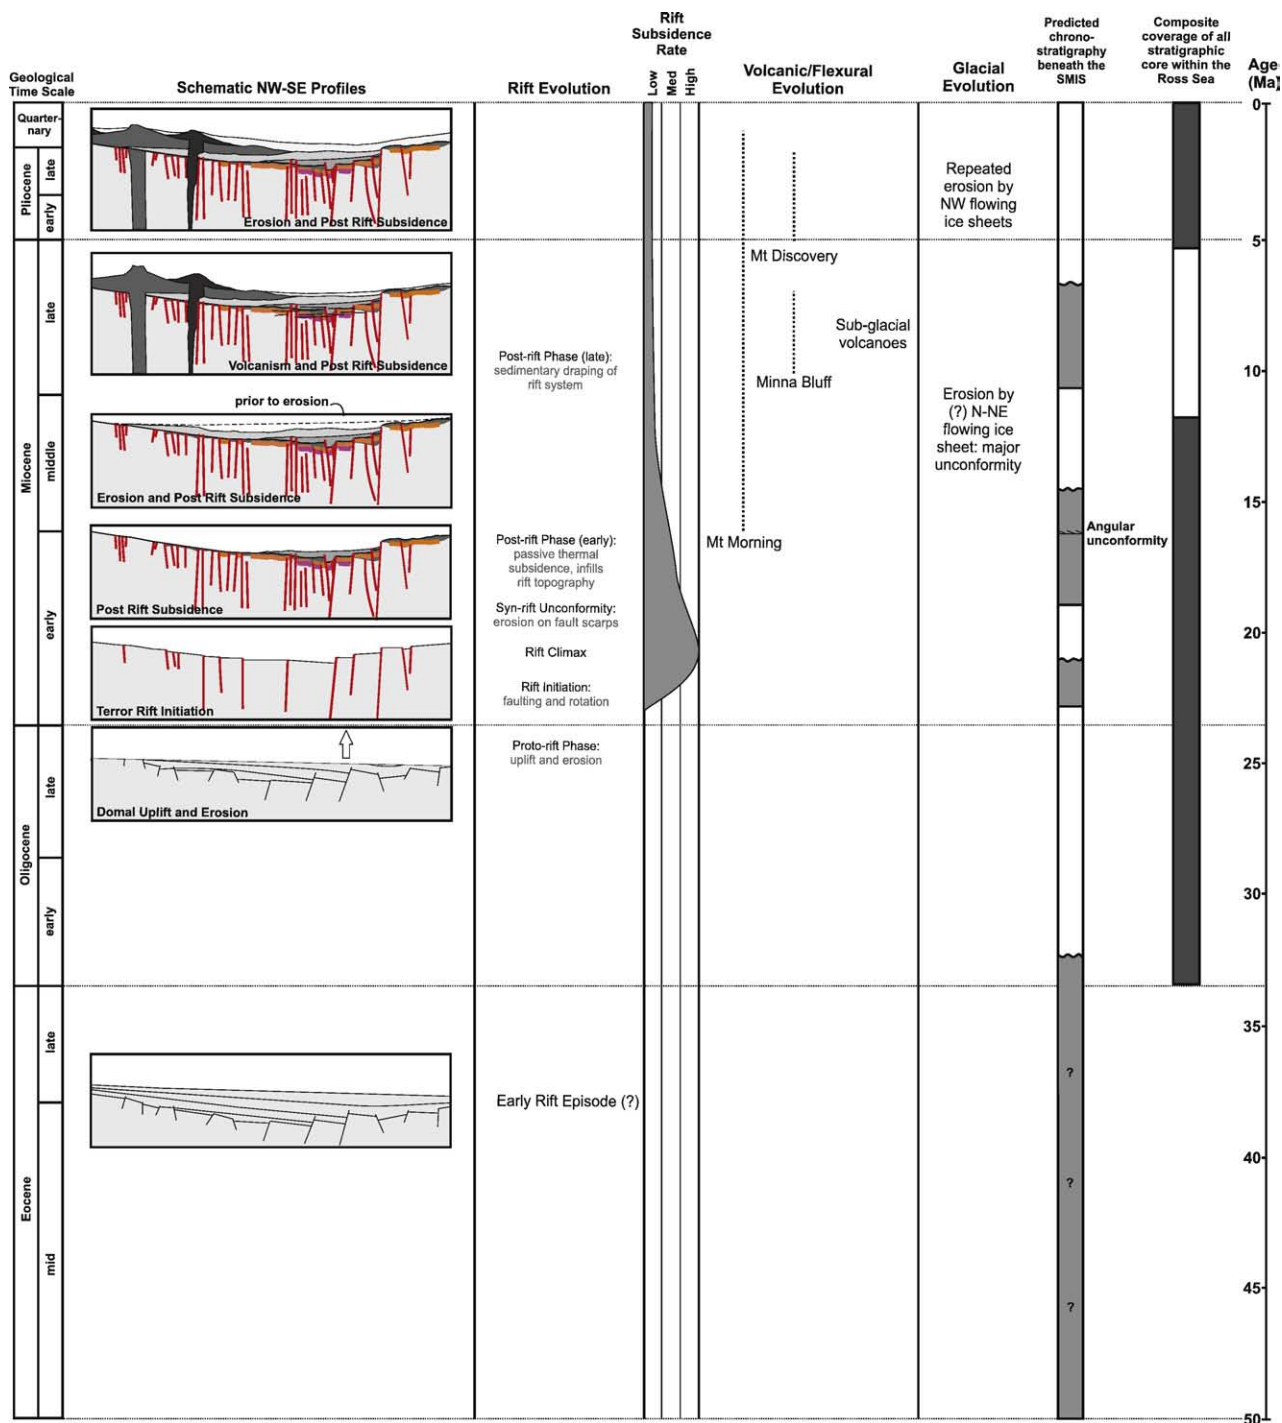 Geological
Time Scale
Schematic NW-SE Profiles
Rift Evolution
Rift
Subsidence
Rate
Low
Med
High
Volcanic/Flexural
Evolution
Glacial
Evolution
Predicted
chrono-
stratigraphy
beneath the
SMIS
Composite
coverage of all
stratigraphic
core within the
Ross Sea
Age
(Ma)
Quarter-
nary
Pliocene
late
early
Miocene
late
middle
early
Oligocene
late
early
Eocene
late
mid
Erosion and Post Rift Subsidence
Volcanism and Post Rift Subsidence
prior to erosion
Erosion and Post Rift Subsidence
Post Rift Subsidence
Terror Rift Initiation
Domal Uplift and Erosion
Post-rift Phase (late):
sedimentary draping of
rift system
Post-rift Phase (early):
passive thermal
subsidence, infills
rift topography
Syn-rift Unconformity:
erosion on fault scarps
Rift Climax
Rift Initiation:
faulting and rotation
Proto-rift Phase:
uplift and erosion
Early Rift Episode (?)
Mt Discovery
Sub-glacial
volcanoes
Minna Bluff
Mt Morning
Repeated
erosion by
NW flowing
ice sheets
Erosion by
(?) N-NE
flowing ice
sheet: major
unconformity
Angular
unconformity
?
?
?
0
5
10
15
20
25
30
35
40
45
50